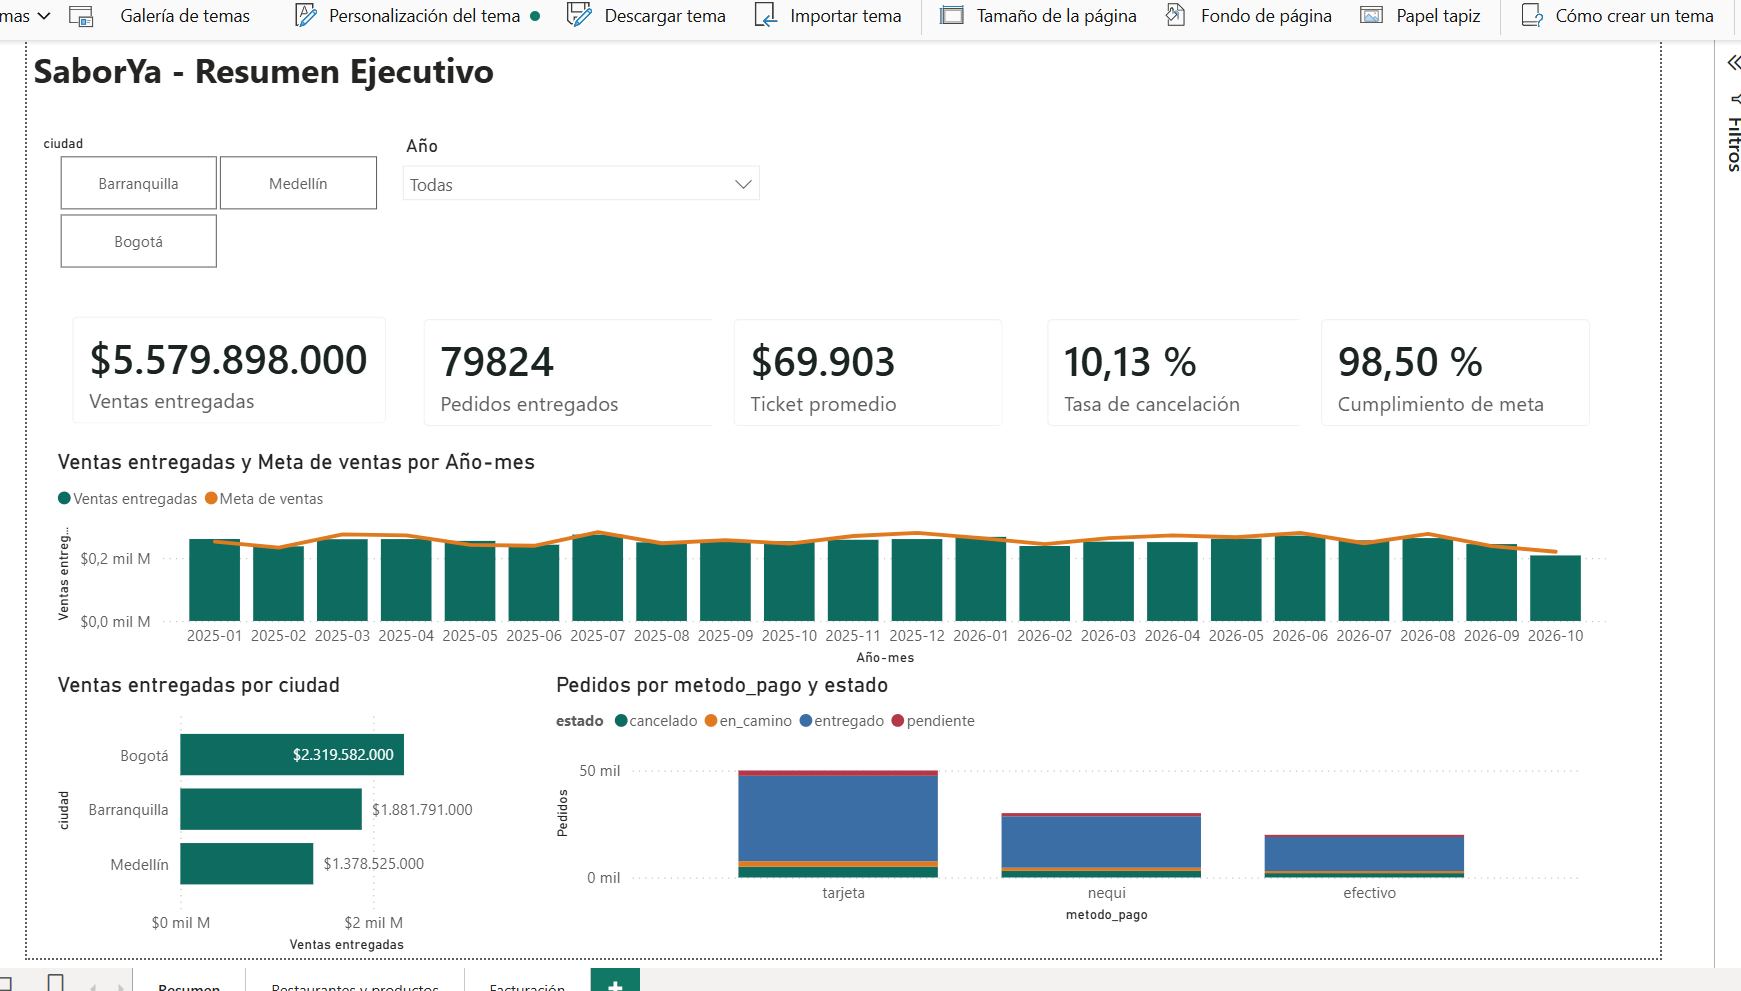 mas
Galería de temas
Personalización del tema
Descargar tema
Importar tema
Tamaño de la página
Fondo de página
Papel tapiz
Cómo crear un tema
SaborYa - Resumen Ejecutivo
Filtros
ciudad
Barranquilla
Medellín
Bogotá
Año
Todas
$5.579.898.000
Ventas entregadas
79824
Pedidos entregados
$69.903
Ticket promedio
10,13 %
Tasa de cancelación
98,50 %
Cumplimiento de meta
Ventas entregadas y Meta de ventas por Año-mes
Ventas entregadas
Meta de ventas
Ventas entreg...
$0,2 mil M
$0,0 mil M
2025-01 2025-02 2025-03 2025-04 2025-05 2025-06 2025-07 2025-08 2025-09 2025-10 2025-11 2025-12 2026-01 2026-02 2026-03 2026-04 2026-05 2026-06 2026-07 2026-08 2026-09 2026-10
Año-mes
Ventas entregadas por ciudad
ciudad
Bogotá
$2.319.582.000
Barranquilla
$1.881.791.000
Medellín
$1.378.525.000
$0 mil M
$2 mil M
Ventas entregadas
Pedidos por metodo_pago y estado
estado cancelado en_camino entregado pendiente
Pedidos
50 mil
0 mil
tarjeta
nequi
efectivo
metodo_pago
Resumen
Restaurantes y productos
Facturación